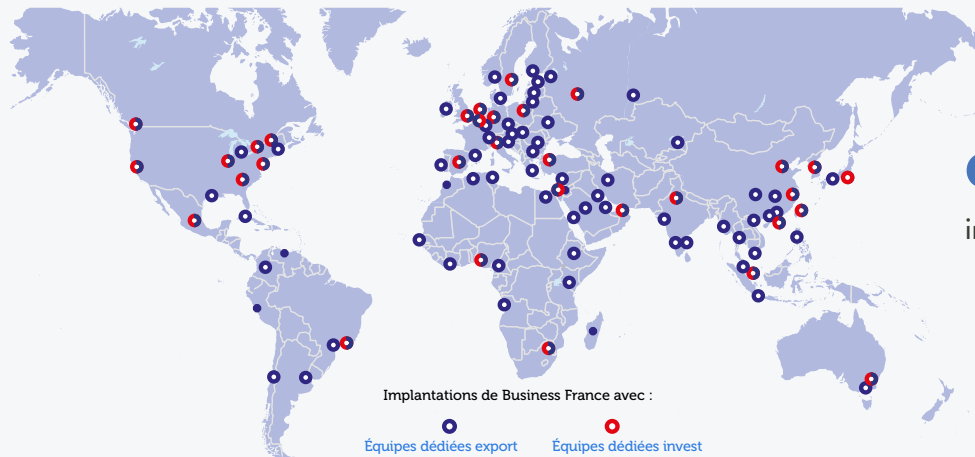 Implantations de Business France avec :
Équipes dédiées export
Équipes dédiées invest